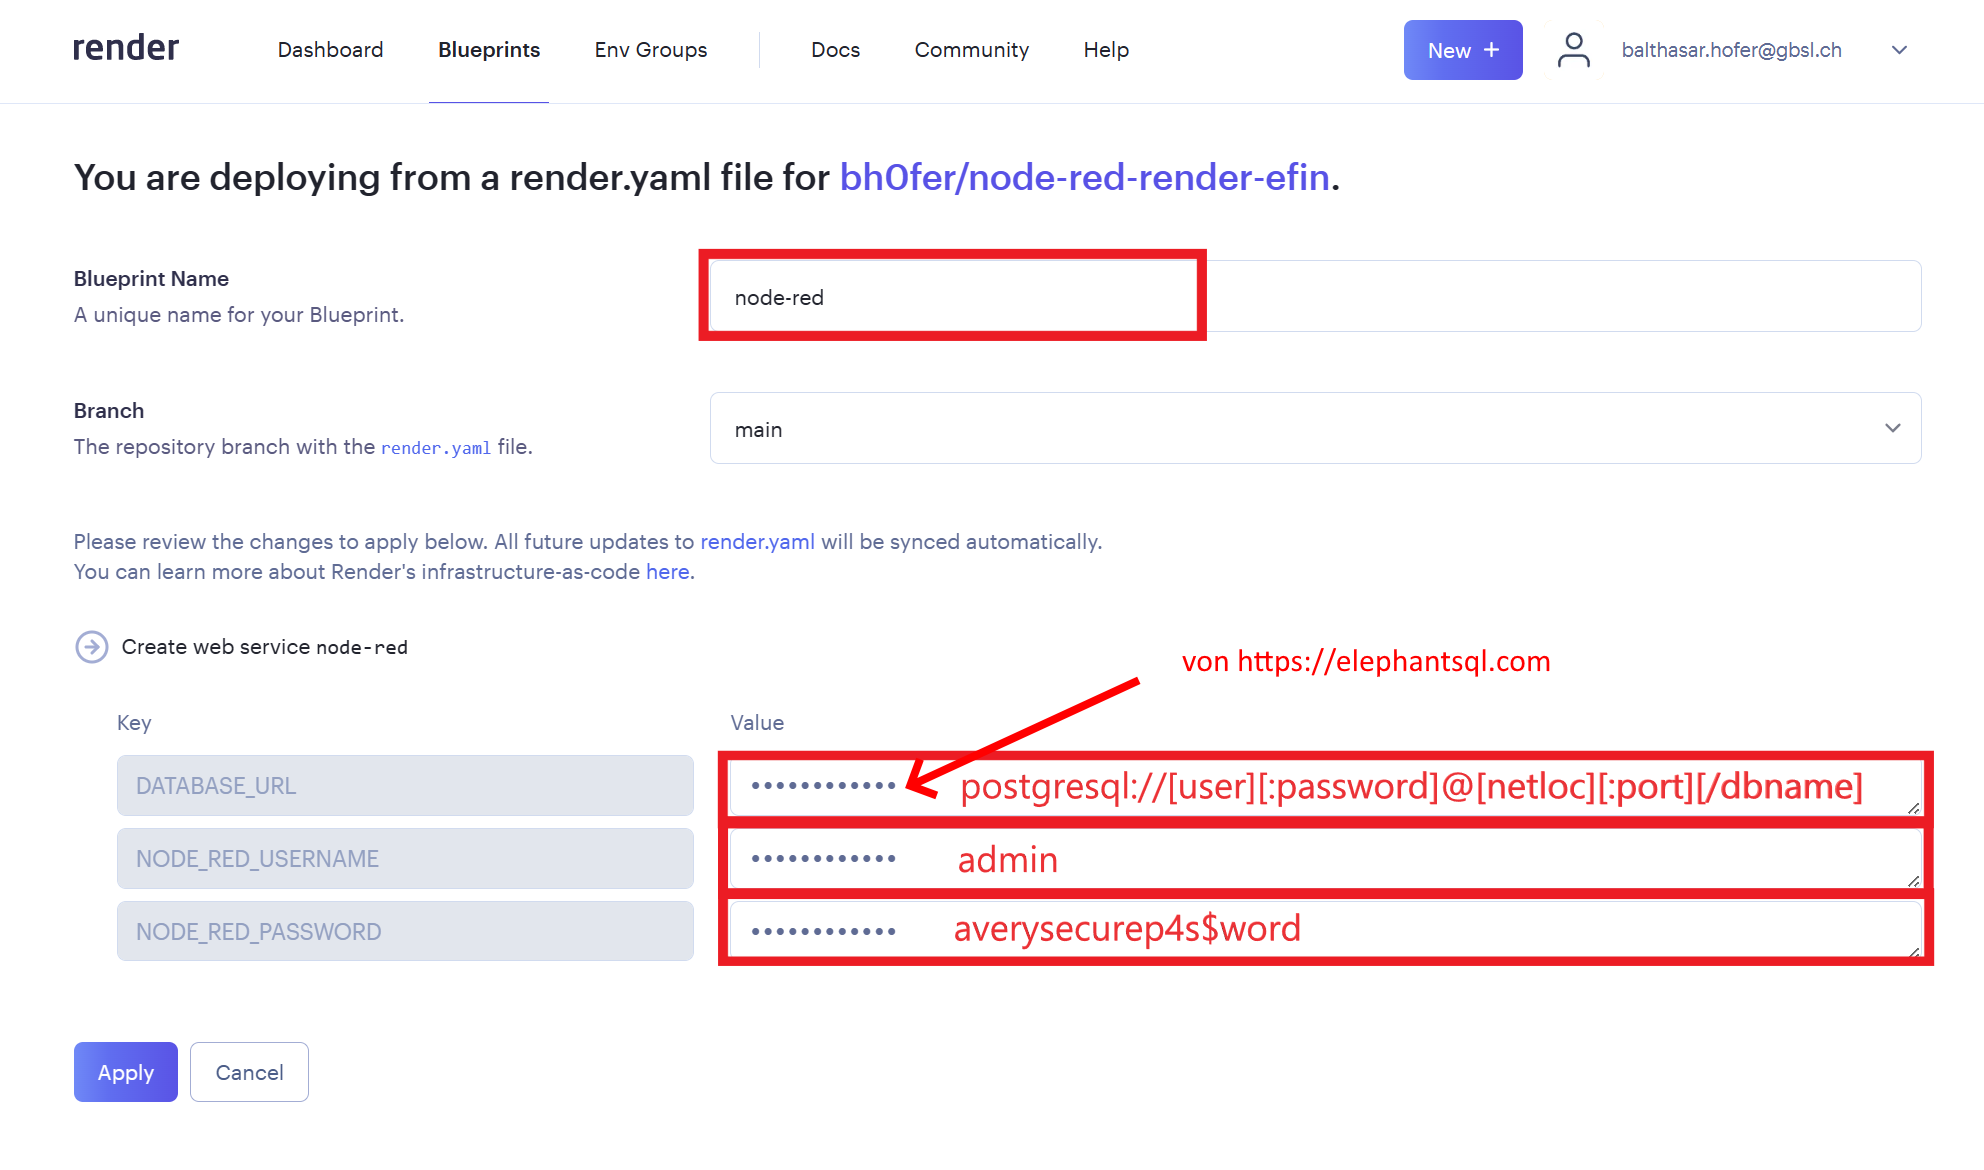 render Dashboard Blueprints Env Groups Docs Community Help New + balthasar.hofer@gbsl.ch
You are deploying from a render.yaml file for bh0fer/node-red-render-efin.
Blueprint Name
A unique name for your Blueprint.
node-red
Branch
The repository branch with the render.yaml file.
main
Please review the changes to apply below. All future updates to render.yaml will be synced automatically.
You can learn more about Render's infrastructure-as-code here.
Create web service node-red
von https://elephantsql.com
Key Value
DATABASE_URL •••••••••••• postgresql://[user][:password]@[netloc][:port][/dbname]
NODE_RED_USERNAME •••••••••••• admin
NODE_RED_PASSWORD •••••••••••• averysecurep4s$word
Apply Cancel